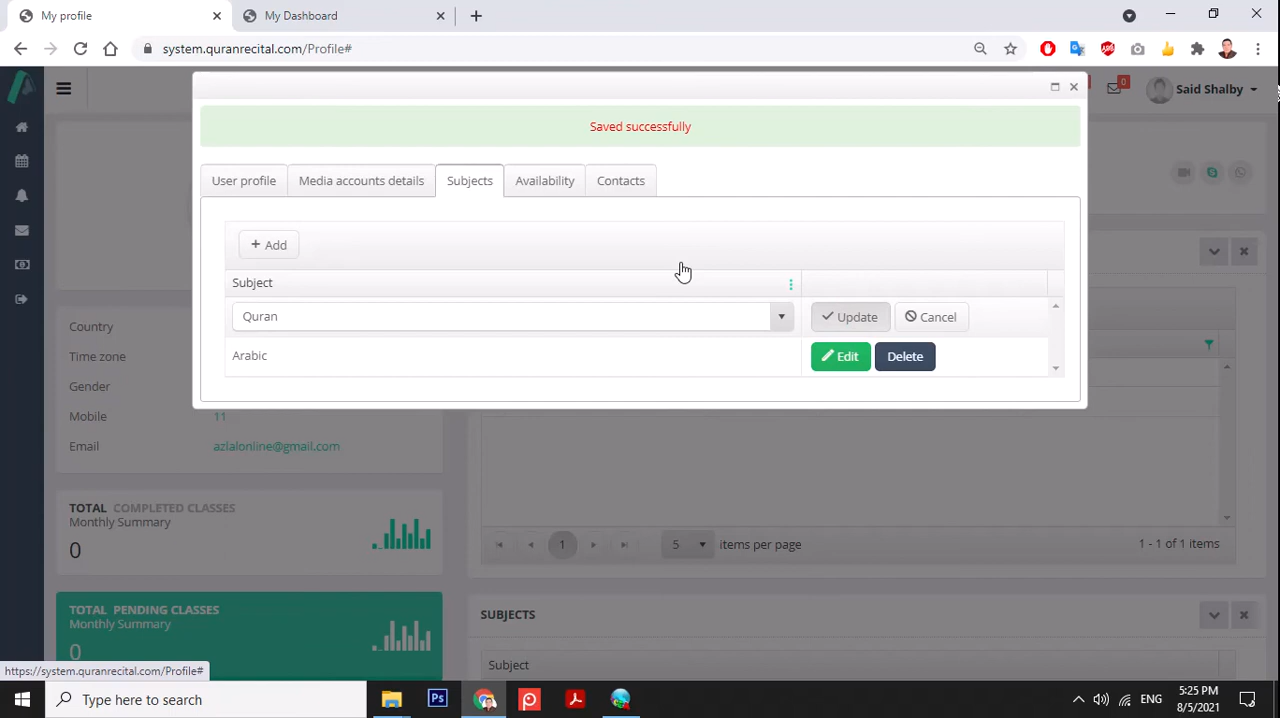 My profile
My Dashboard
system.quranrecital.com/Profile#
0
Said Shalby
Saved successfully
User profile
Media accounts details
Subjects
Availability
Contacts
+ Add
Subject
Quran
Update
Cancel
Arabic
Edit
Delete
Country
Time zone
Gender
Mobile
11
Email
azlalonline@gmail.com
TOTAL COMPLETED CLASSES
Monthly Summary
0
TOTAL PENDING CLASSES
Monthly Summary
0
1
5
items per page
1 - 1 of 1 items
SUBJECTS
Subject
https://system.quranrecital.com/Profile#
Type here to search
Ps
ENG
5:25 PM
8/5/2021